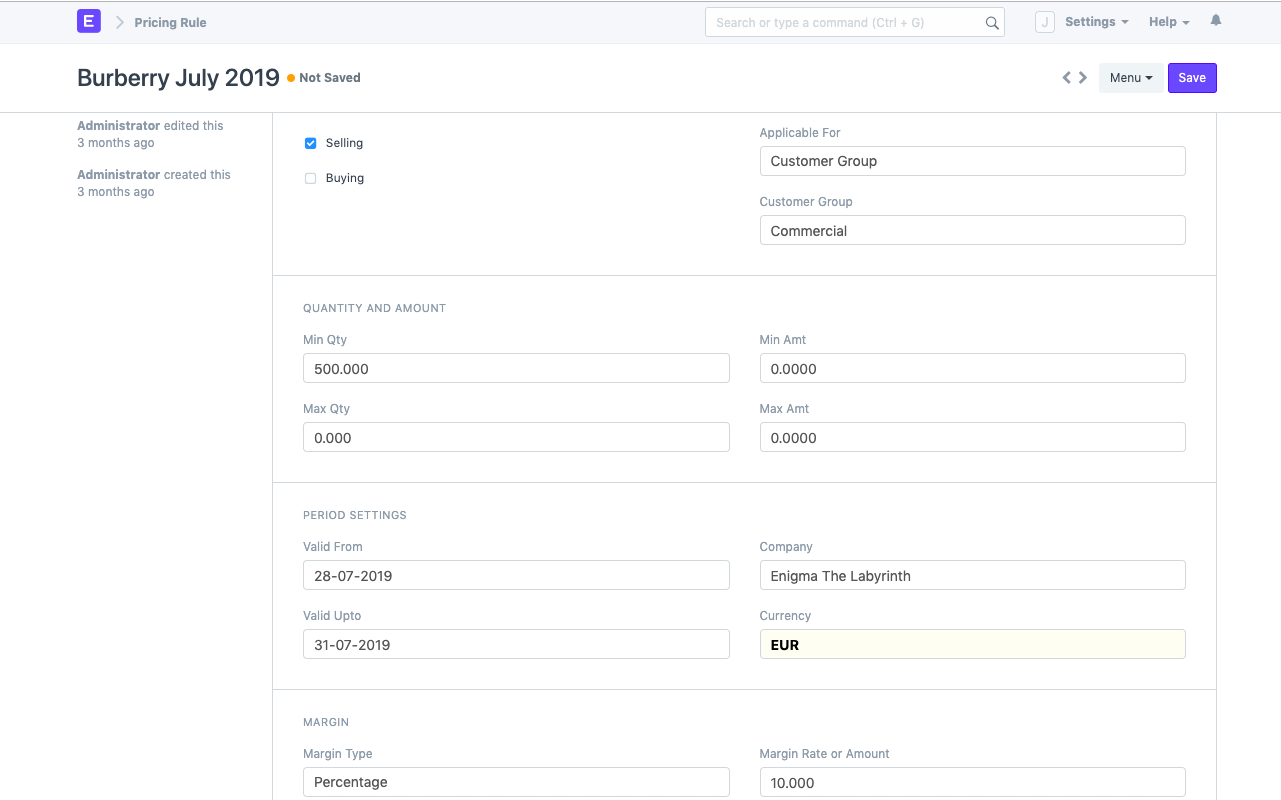 E
Pricing Rule
Search or type a command (Ctrl + G)
J
Settings
Help
Burberry July 2019
Not Saved
Menu
Save
Administrator edited this
3 months ago
Administrator created this
3 months ago
Selling
Buying
Applicable For
Customer Group
Customer Group
Commercial
QUANTITY AND AMOUNT
Min Qty
500.000
Max Qty
0.000
Min Amt
0.0000
Max Amt
0.0000
PERIOD SETTINGS
Valid From
28-07-2019
Valid Upto
31-07-2019
Company
Enigma The Labyrinth
Currency
EUR
MARGIN
Margin Type
Percentage
Margin Rate or Amount
10.000